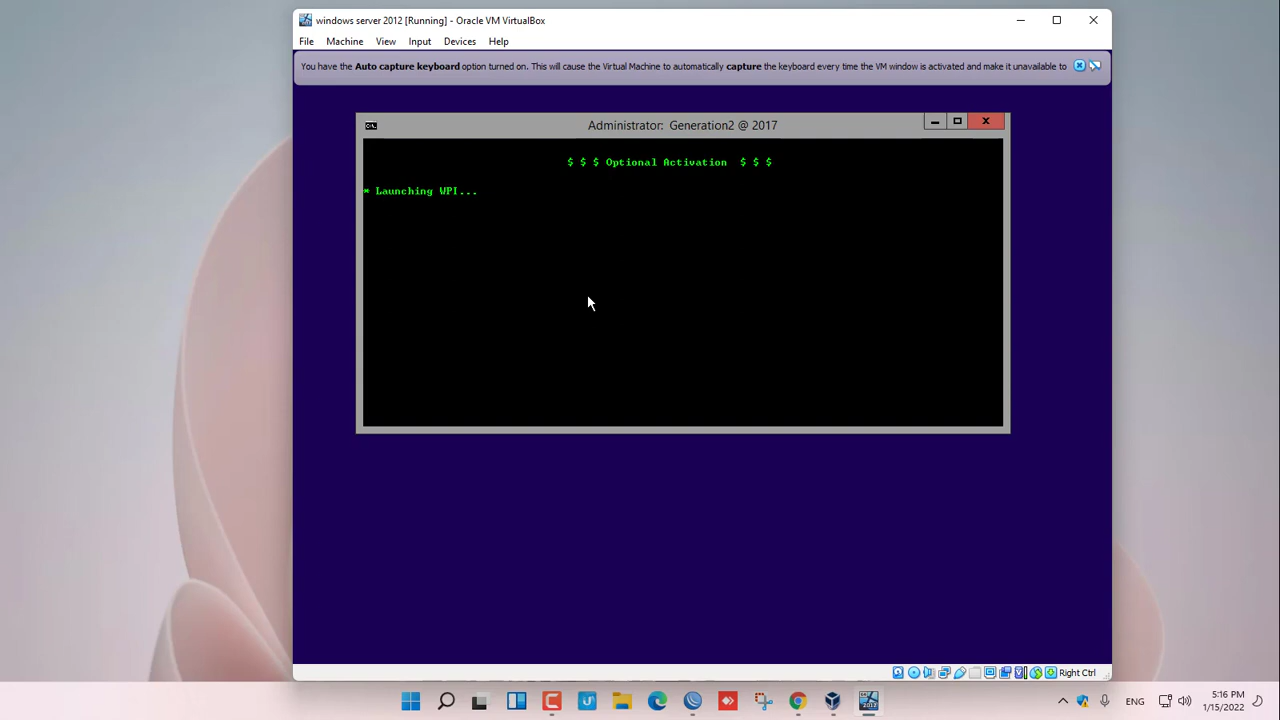 windows server 2012 [Running] - Oracle VM VirtualBox
File Machine View Input Devices Help
You have the Auto capture keyboard option turned on. This will cause the Virtual Machine to automatically capture the keyboard every time the VM window is activated and make it unavailable to
Administrator: Generation2 @ 2017
$ $ $ Optional Activation $ $ $
* Launching WPI...
Right Ctrl
ENG
5:16 PM
1/15/2022
2012